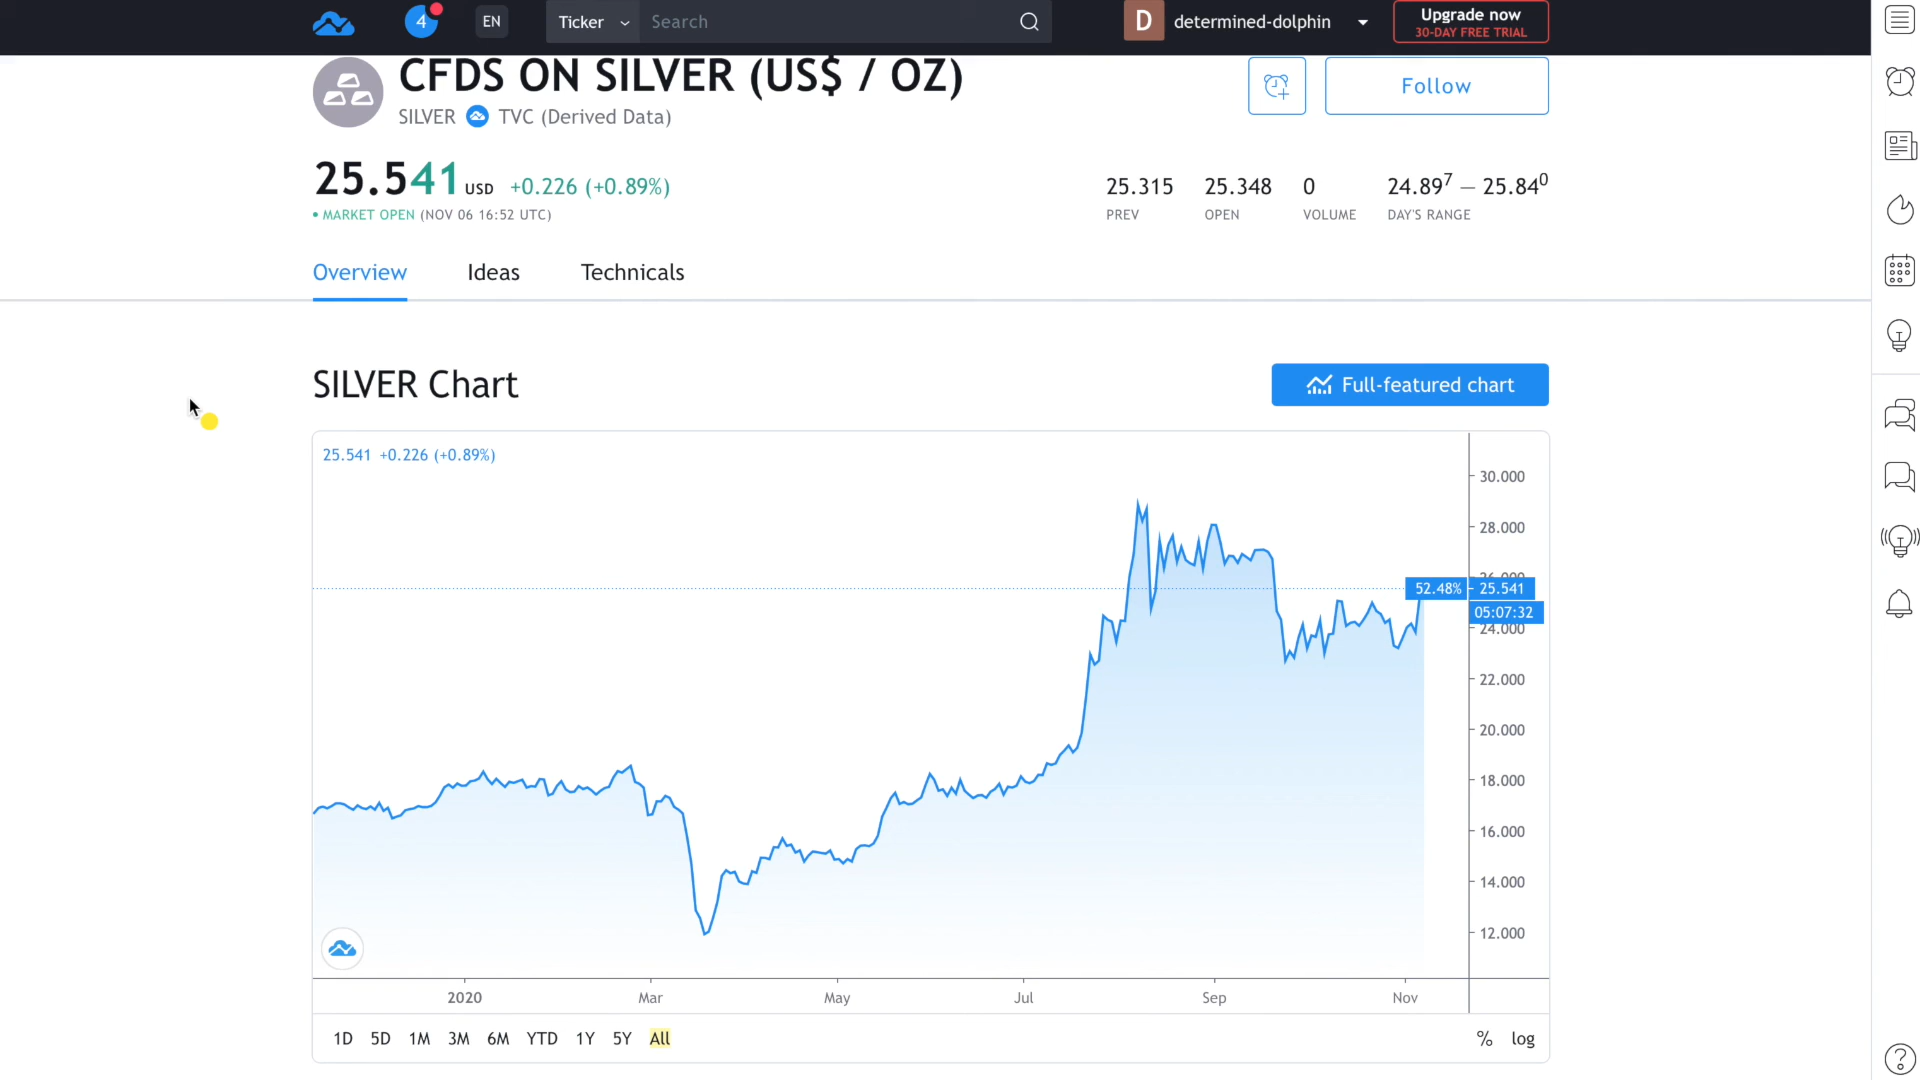 4
EN
Ticker
Search
D
determined-dolphin
Upgrade now
30-DAY FREE TRIAL
CFDS ON SILVER (US$ / OZ)
SILVER TVC (Derived Data)
Follow
25.541 USD +0.226 (+0.89%)
• MARKET OPEN (NOV 06 16:52 UTC)
25.315 25.348 0 24.897 — 25.840
PREV OPEN VOLUME DAY'S RANGE
Overview Ideas Technicals
SILVER Chart
Full-featured chart
25.541 +0.226 (+0.89%)
30.000
28.000
26.000
52.48% 25.541
05:07:32
24.000
22.000
20.000
18.000
16.000
14.000
12.000
2020 Mar May Jul Sep Nov
1D 5D 1M 3M 6M YTD 1Y 5Y All
% log
?